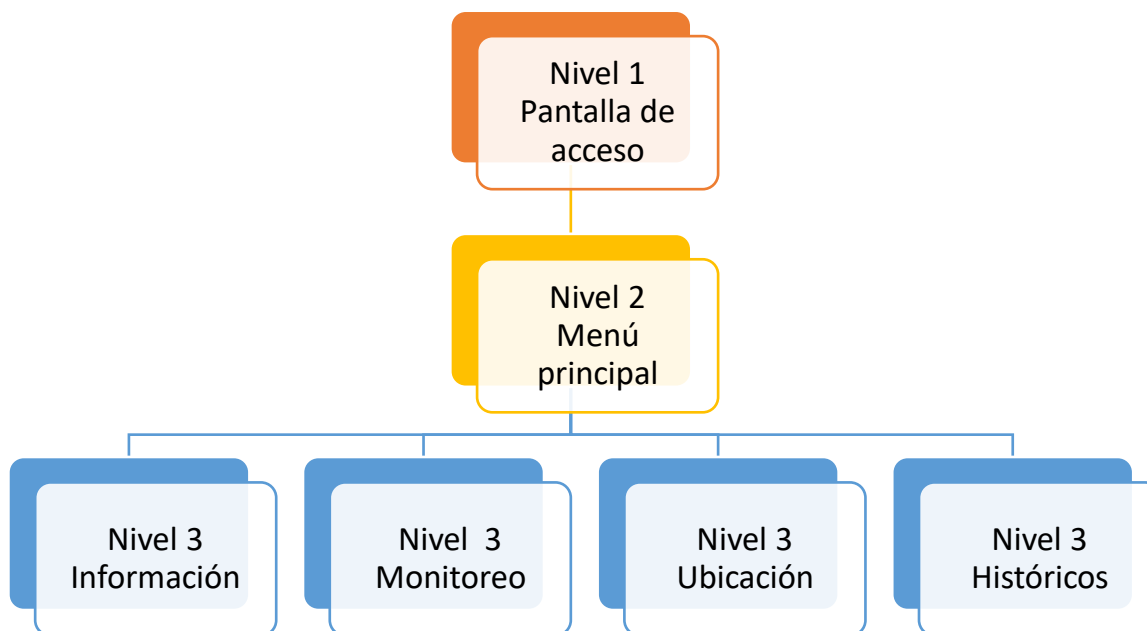 Nivel 1
Pantalla de
acceso
Nivel 2
Menú
principal
Nivel 3
Información
Nivel  3
Monitoreo
Nivel 3
Ubicación
Nivel 3
Históricos